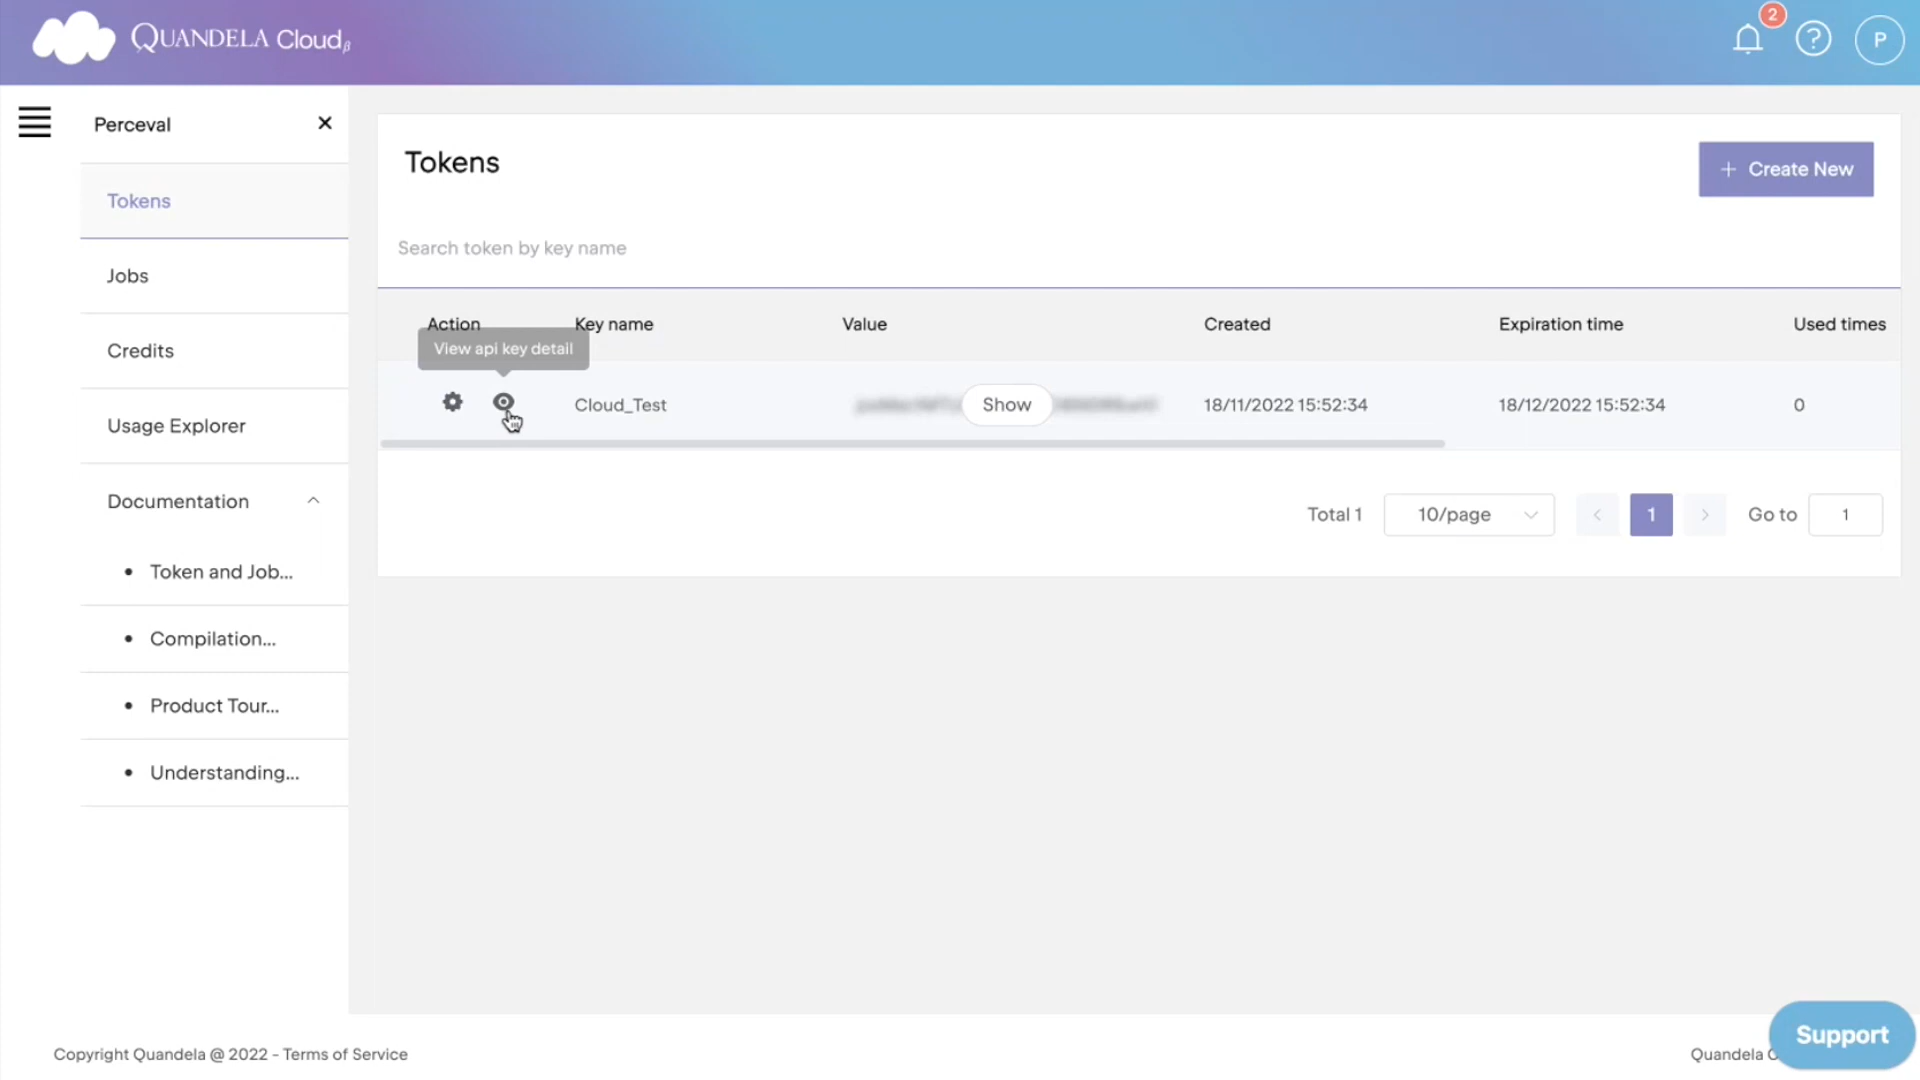 QUANDELA Cloudβ
2
P
Perceval
Tokens
Jobs
Credits
Usage Explorer
Documentation
Token and Job...
Compilation...
Product Tour...
Understanding...
Tokens
+ Create New
Search token by key name
Action Key name Value Created Expiration time Used times
View api key detail
Cloud_Test Show 18/11/2022 15:52:34 18/12/2022 15:52:34 0
Total 1 10/page < 1 > Go to 1
Copyright Quandela @ 2022 - Terms of Service
Quandela
Support